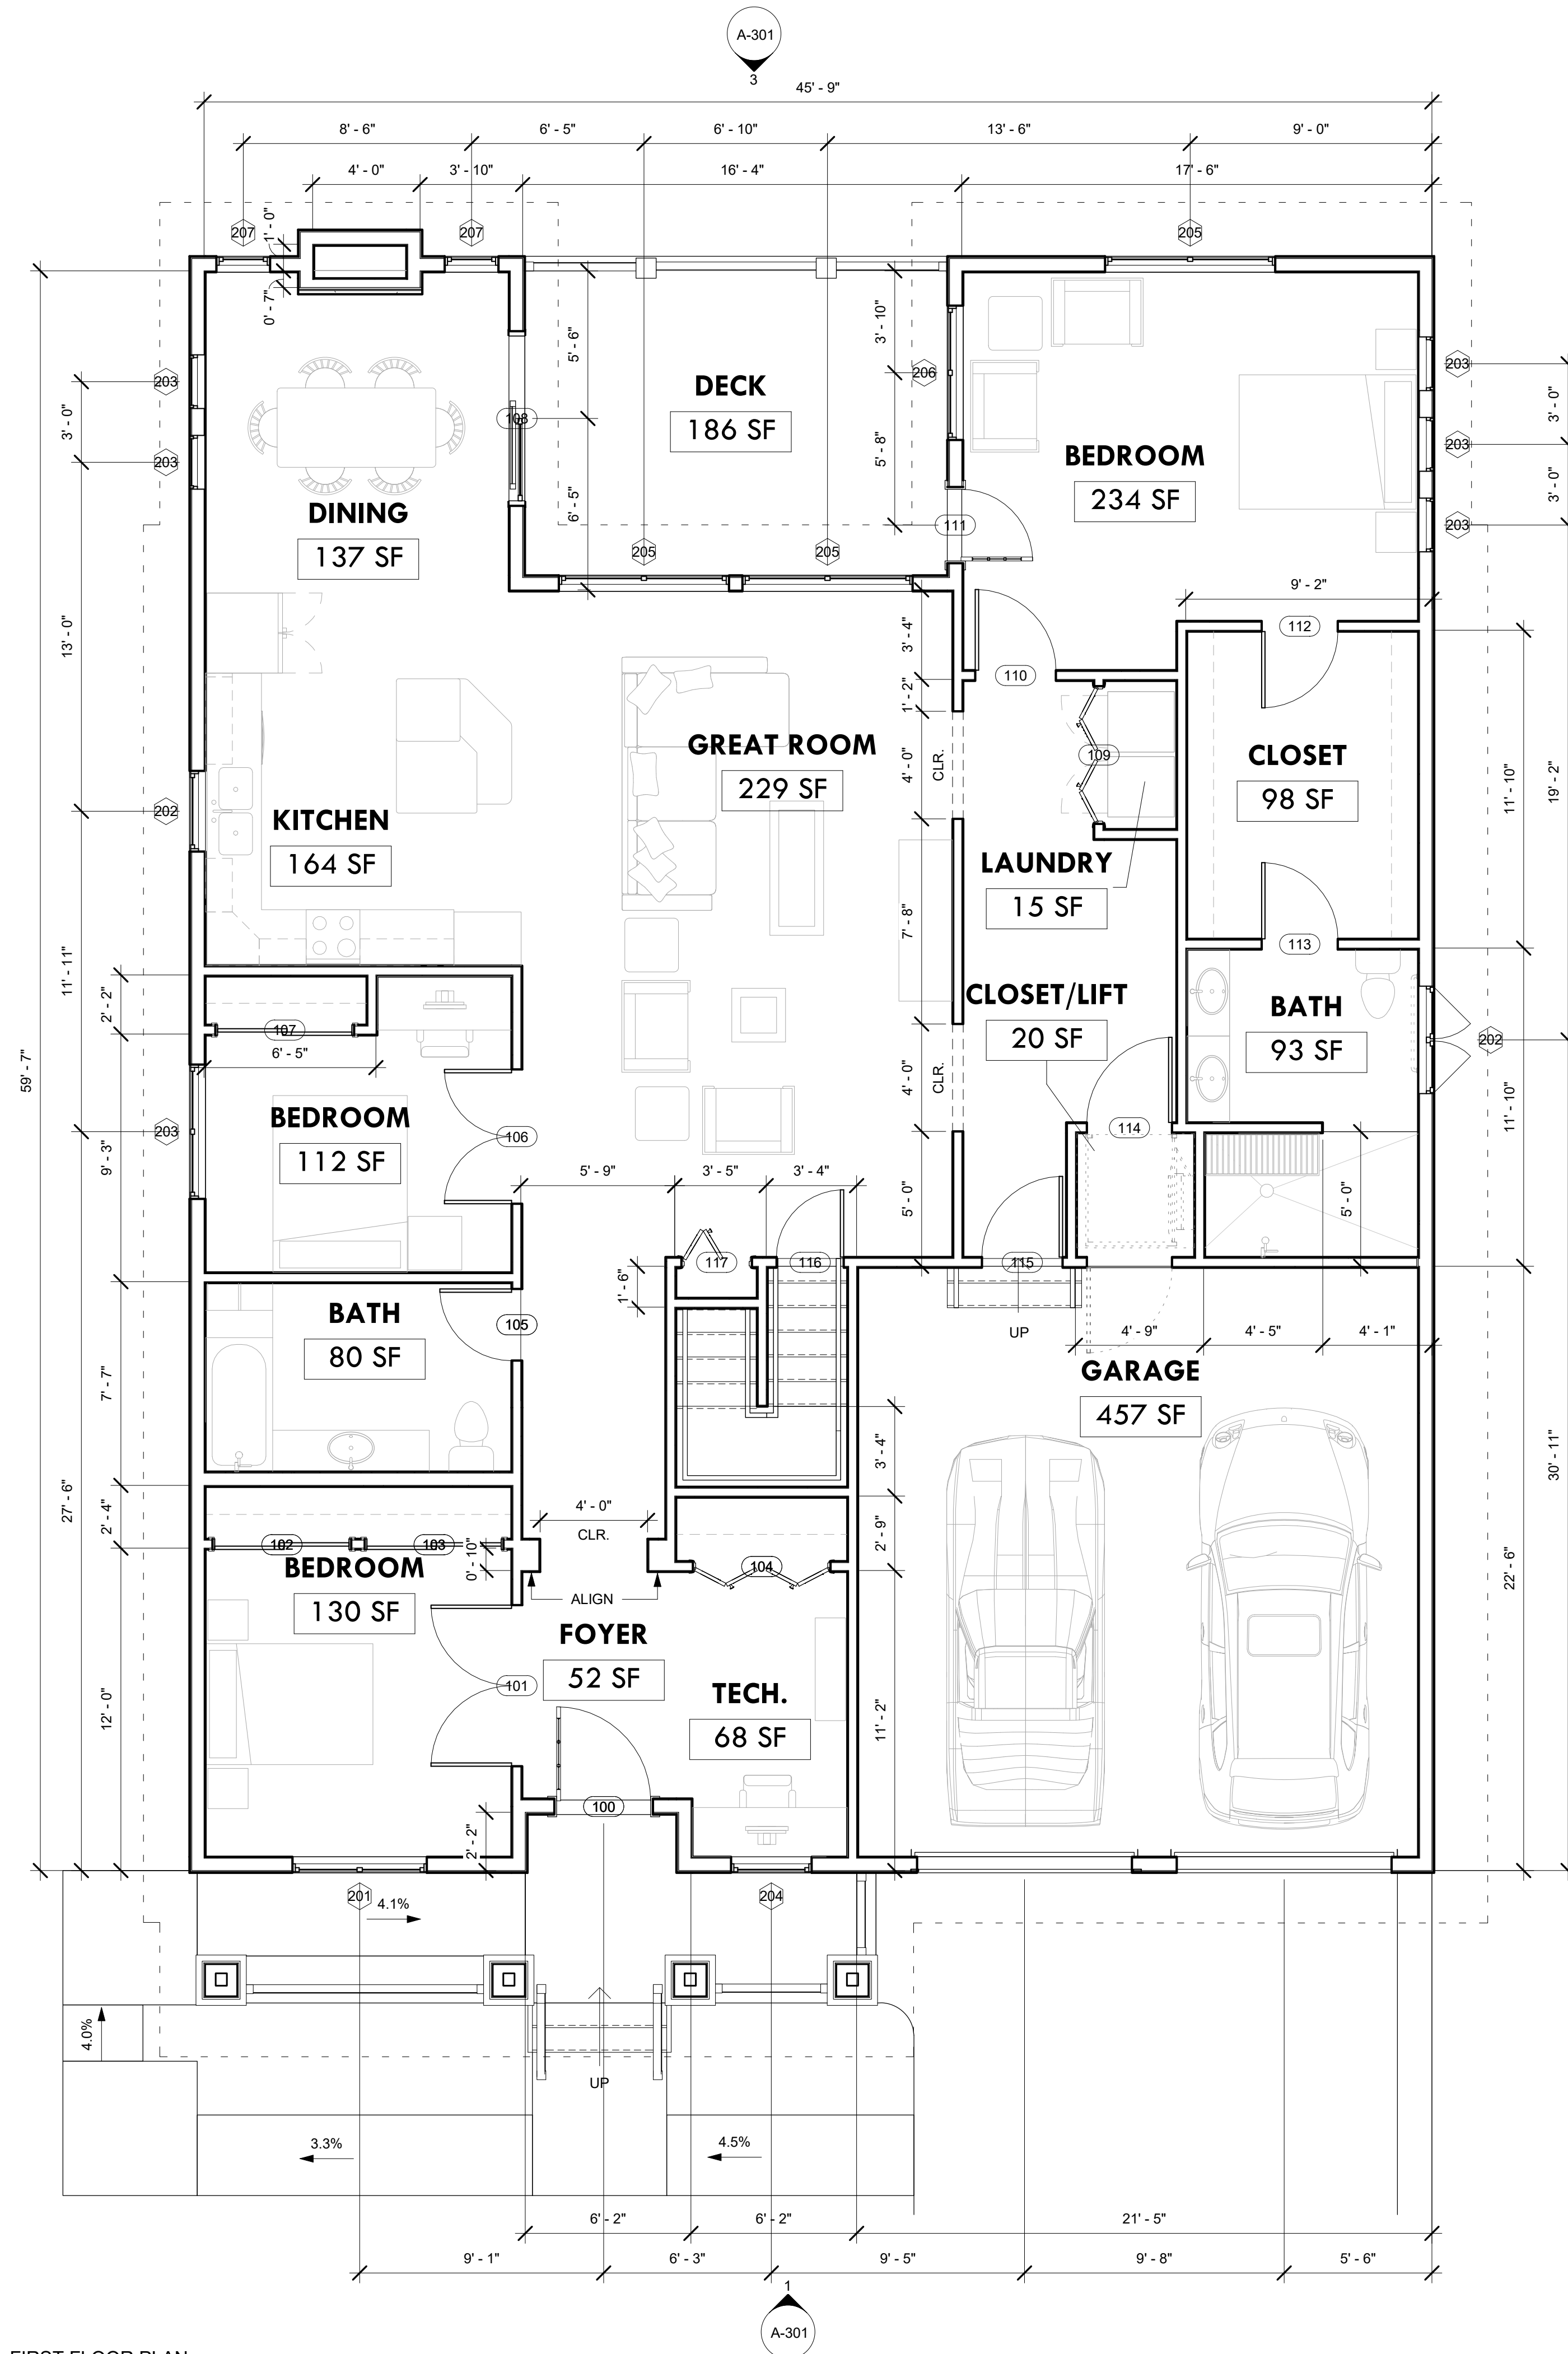 A-301
3
45' - 9"
8' - 6"
6' - 5"
6' - 10"
13' - 6"
9' - 0"
4' - 0"
3' - 10"
16' - 4"
17' - 6"
207
1' - 0"
207
205
0' - 7"
5' - 6"
3' - 10"
203
DECK
186 SF
206
203
3' - 0"
3' - 0"
108
203
203
BEDROOM
234 SF
5' - 8"
3' - 0"
6' - 5"
DINING
137 SF
111
203
205
205
9' - 2"
112
13' - 0"
3' - 4"
110
1' - 2"
GREAT ROOM
229 SF
4' - 0"
CLR.
109
CLOSET
98 SF
11' - 10"
19' - 2"
202
KITCHEN
164 SF
LAUNDRY
15 SF
7' - 8"
113
11' - 11"
2' - 2"
107
6' - 5"
CLOSET/LIFT
20 SF
BATH
93 SF
202
59' - 7"
4' - 0"
CLR.
203
BEDROOM
112 SF
106
114
11' - 10"
9' - 3"
5' - 9"
3' - 5"
3' - 4"
5' - 0"
5' - 0"
117
116
115
1' - 6"
BATH
80 SF
105
UP
4' - 9"
4' - 5"
4' - 1"
7' - 7"
GARAGE
457 SF
3' - 4"
27' - 6"
2' - 4"
4' - 0"
CLR.
2' - 9"
30' - 11"
102
103
0' - 10"
104
BEDROOM
130 SF
ALIGN
22' - 6"
FOYER
52 SF
101
TECH.
68 SF
12' - 0"
11' - 2"
100
2' - 2"
201
204
4.1%
4.0%
UP
3.3%
4.5%
6' - 2"
6' - 2"
21' - 5"
9' - 1"
6' - 3"
9' - 5"
9' - 8"
5' - 6"
1
A-301
FIRST FLOOR PLAN